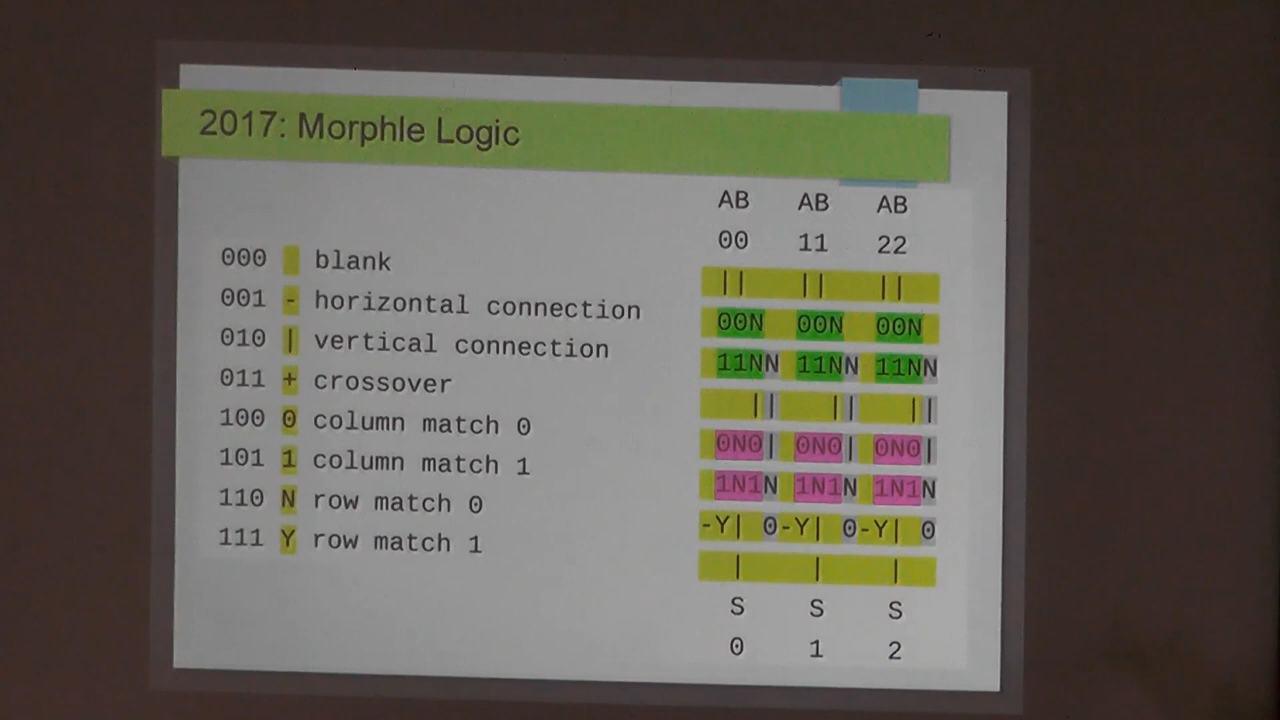 2017: Morphle Logic
000 blank
001 - horizontal connection
010 | vertical connection
011 + crossover
100 0 column match 0
101 1 column match 1
110 N row match 0
111 Y row match 1
AB AB AB
00 11 22
|| || ||
00N 00N 00N
11NN 11NN 11NN
|| || ||
0N0| 0N0| 0N0|
1N1N 1N1N 1N1N
-Y| 0-Y| 0-Y| 0
| | |
S S S
0 1 2